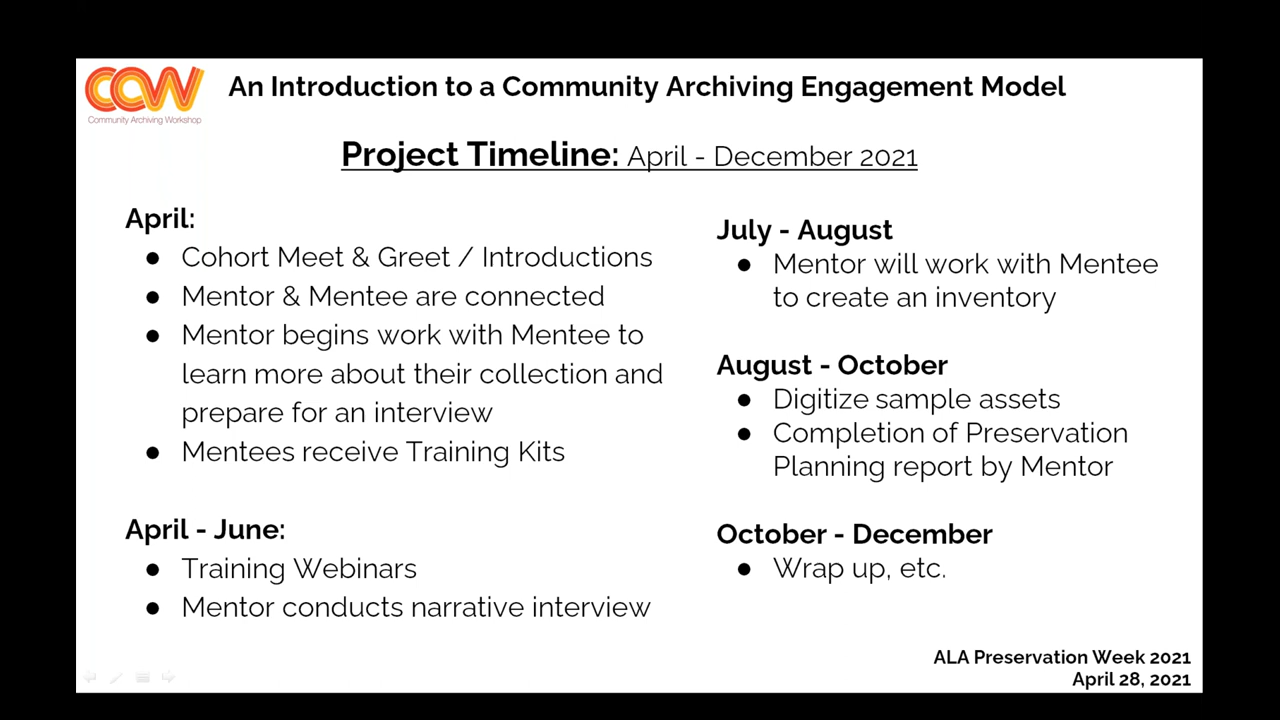 CAW
Community Archiving Workshop
An Introduction to a Community Archiving Engagement Model
Project Timeline: April - December 2021
April:
● Cohort Meet & Greet / Introductions
● Mentor & Mentee are connected
● Mentor begins work with Mentee to
learn more about their collection and
prepare for an interview
● Mentees receive Training Kits
April - June:
● Training Webinars
● Mentor conducts narrative interview
July - August
● Mentor will work with Mentee
to create an inventory
August - October
● Digitize sample assets
● Completion of Preservation
Planning report by Mentor
October - December
● Wrap up, etc.
ALA Preservation Week 2021
April 28, 2021